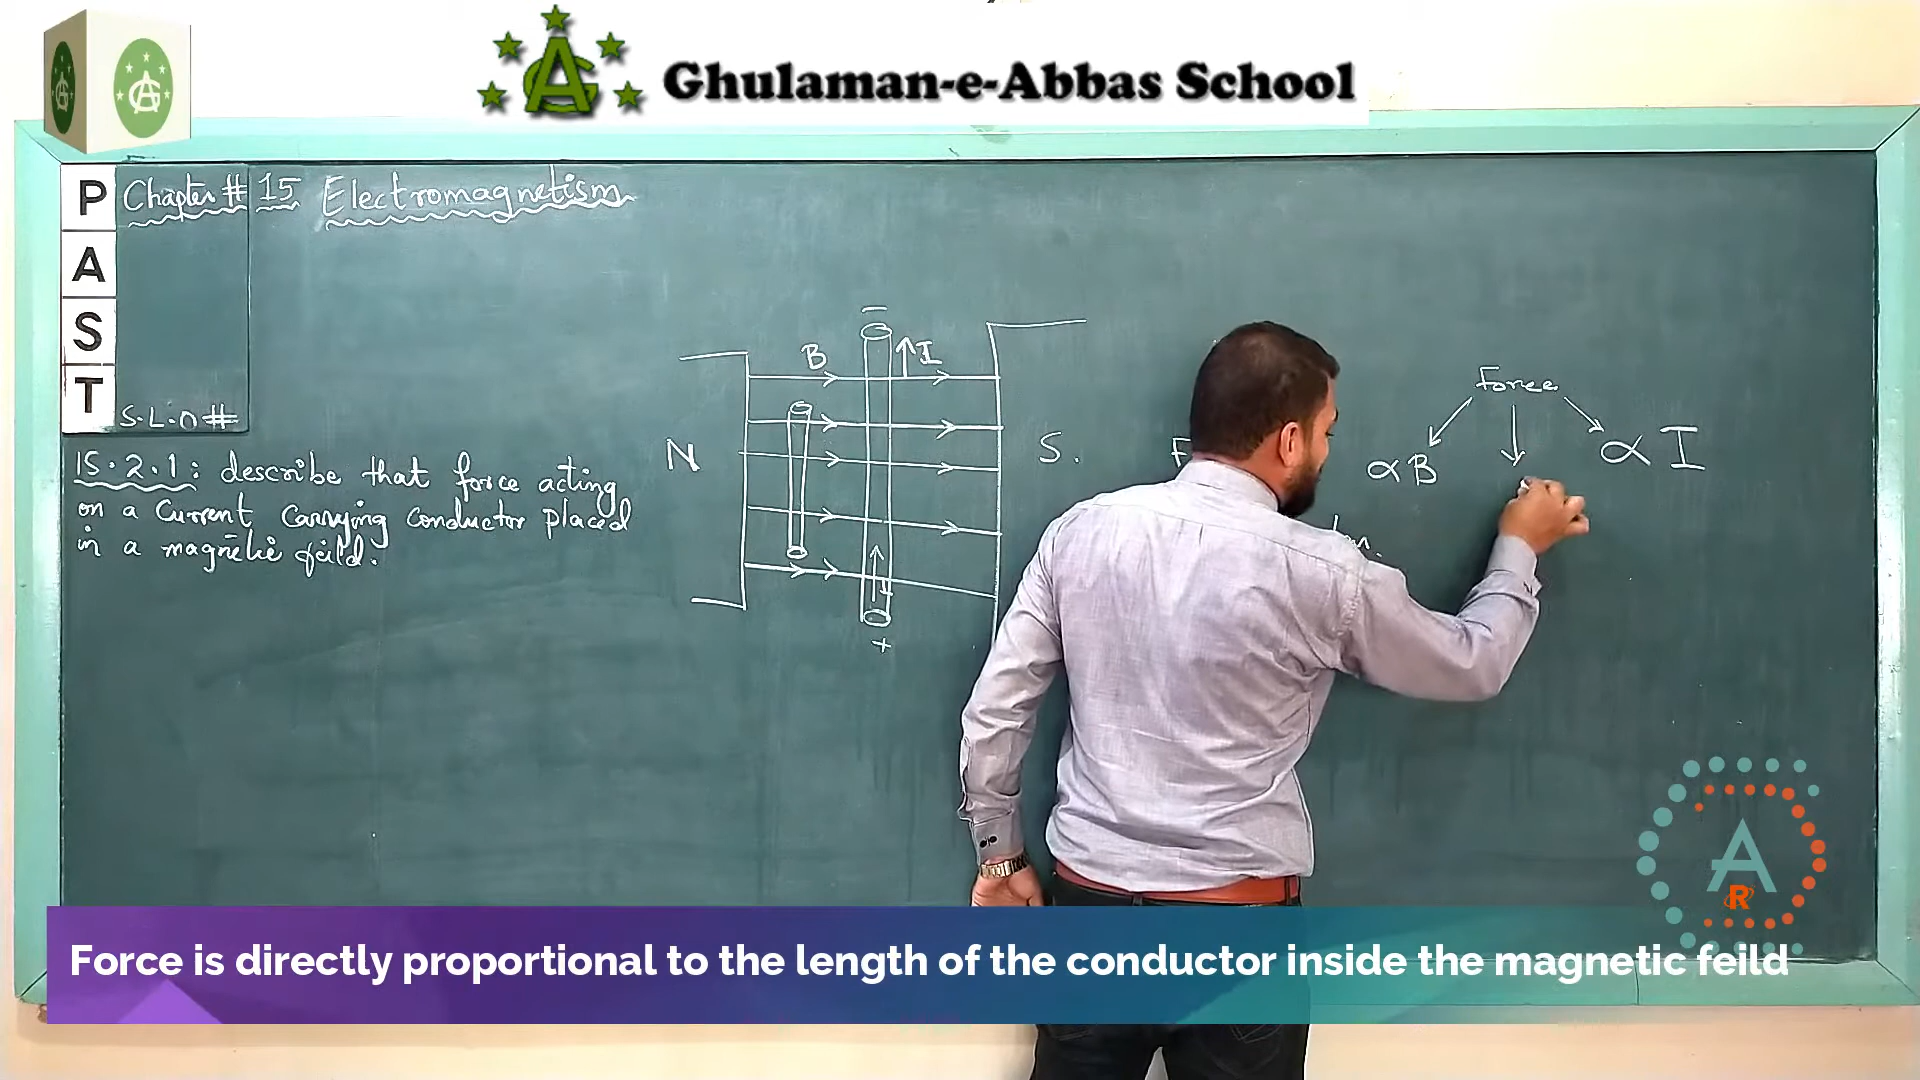 Ghulaman-e-Abbas School
P
A
S
T
Chapter # 15 Electromagnetism
S.L.O #
15.2.1: describe that force acting
on a Current Carrying conductor placed
in a magnetic feild.
N
B
I
S.
F
Force
∝ B
∝ I
+
A
R
Force is directly proportional to the length of the conductor inside the magnetic feild